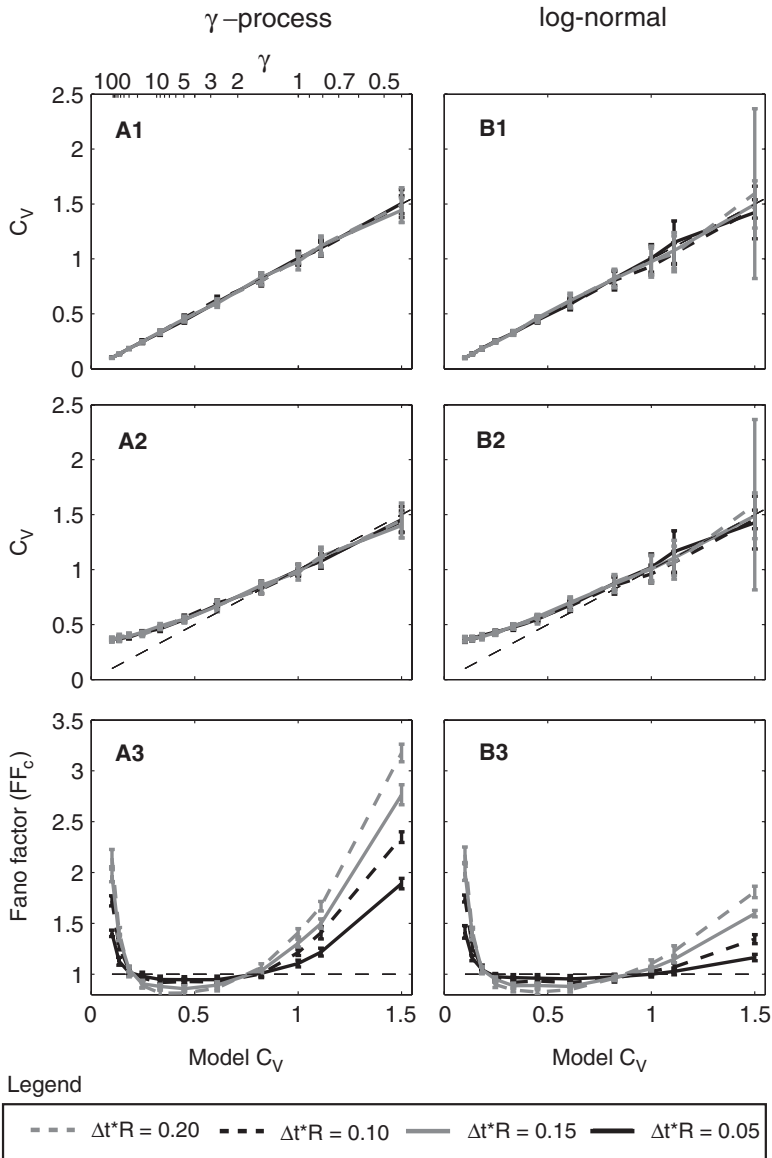 γ–process
log-normal
γ
100 10 5 3 2 1 0.7 0.5
2.5
2
1.5
1
0.5
0
C_V
A1
B1
2.5
2
1.5
1
0.5
0
C_V
A2
B2
3.5
3
2.5
2
1.5
1
Fano factor (FF_c)
A3
B3
0 0.5 1 1.5
0 0.5 1 1.5
Model C_V
Model C_V
Legend
Δt*R = 0.20 Δt*R = 0.10 Δt*R = 0.15 Δt*R = 0.05